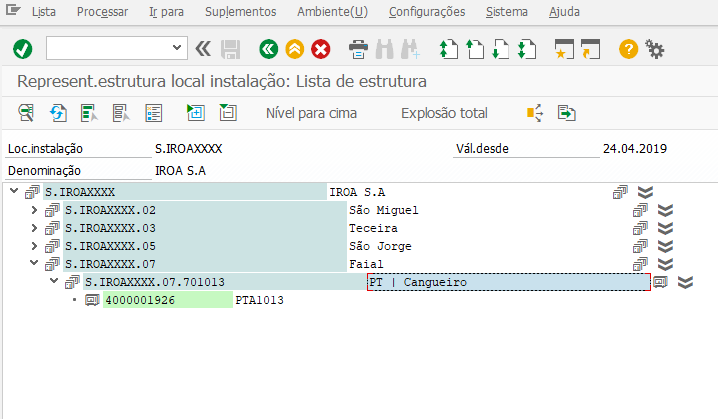 Lista Processar Ir para Suplementos Ambiente(U) Configurações Sistema Ajuda
Represent.estrutura local instalação: Lista de estrutura
Nível para cima Explosão total
Loc.instalação S.IROAXXXX Vál.desde 24.04.2019
Denominação IROA S.A
S.IROAXXXX IROA S.A
S.IROAXXXX.02 São Miguel
S.IROAXXXX.03 Teceira
S.IROAXXXX.05 São Jorge
S.IROAXXXX.07 Faial
S.IROAXXXX.07.701013 PT | Cangueiro
4000001926 PTA1013